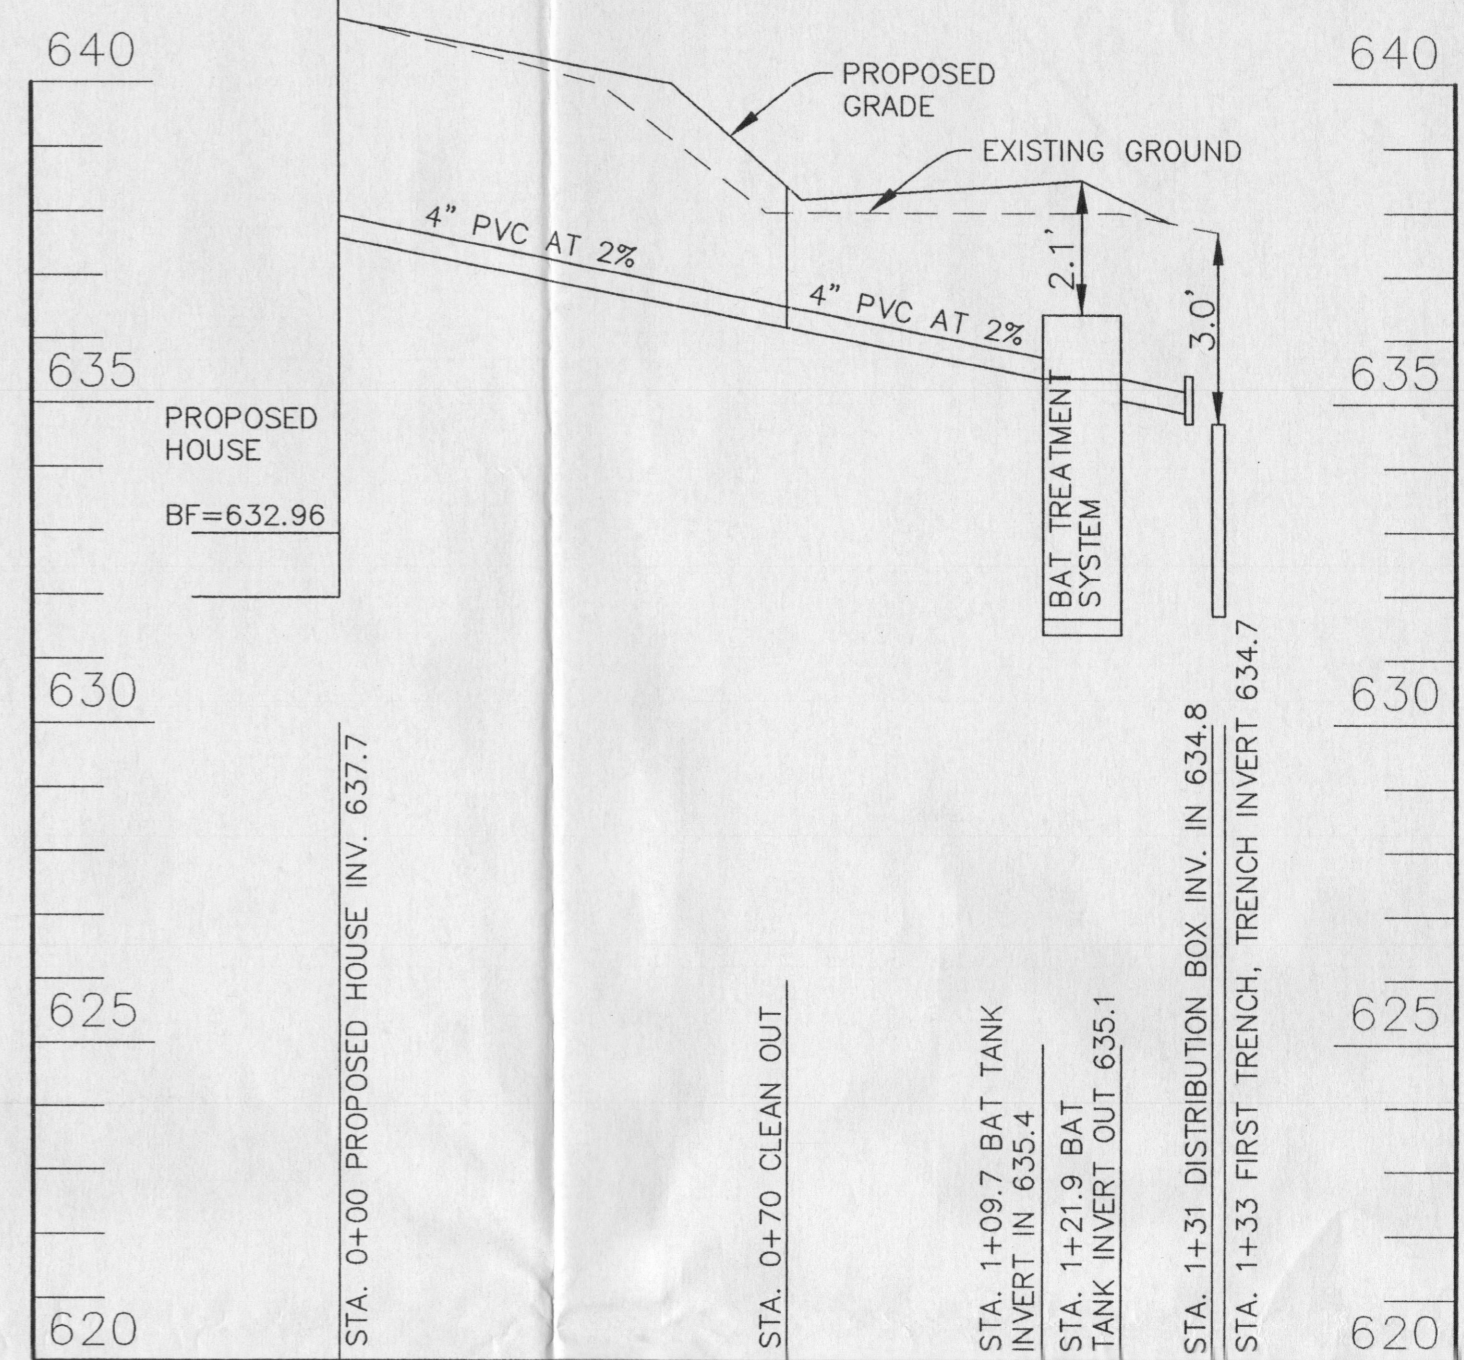 640
640
PROPOSED
GRADE
EXISTING GROUND
4" PVC AT 2%
2.1'
4" PVC AT 2%
3.0'
635
635
PROPOSED
HOUSE
BF=632.96
BAT TREATMENT
SYSTEM
630
630
625
625
620
620
STA. 0+00 PROPOSED HOUSE INV. 637.7
STA. 0+70 CLEAN OUT
STA. 1+09.7 BAT TANK
INVERT IN 635.4
STA. 1+21.9 BAT
TANK INVERT OUT 635.1
STA. 1+31 DISTRIBUTION BOX INV. IN 634.8
STA. 1+33 FIRST TRENCH, TRENCH INVERT 634.7